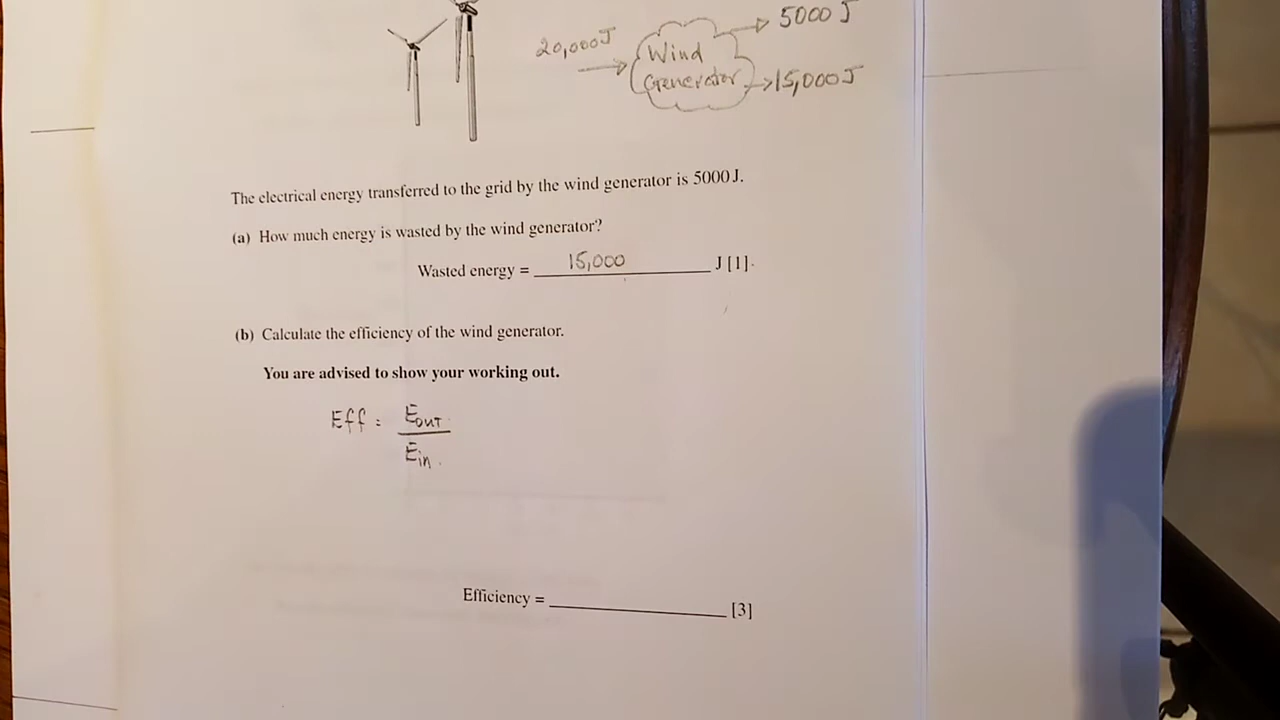 5000 J
20,000J
Wind
Generator
15,000J
The electrical energy transferred to the grid by the wind generator is 5000 J.
(a) How much energy is wasted by the wind generator?
Wasted energy = 15,000 J [1]
(b) Calculate the efficiency of the wind generator.
You are advised to show your working out.
Eff = Eout
Ein
Efficiency = [3]